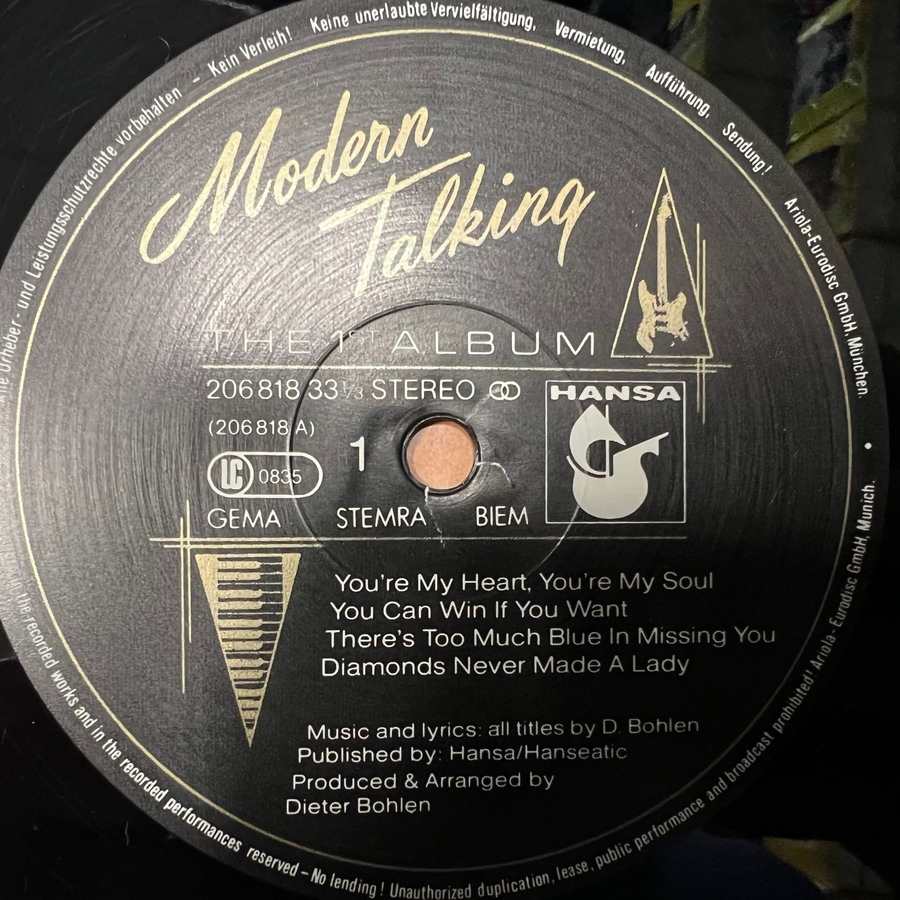 Alle Urheber- und Leistungsschutzrechte vorbehalten – Kein Verleih! Keine unerlaubte Vervielfältigung, Vermietung, Aufführung, Sendung!
Ariola-Eurodisc GmbH, München.
Modern
Talking
THE 1ST ALBUM
206 818 33 1/3 STEREO
HANSA
(206 818 A)
1
LC 0835
GEMA STEMRA BIEM
You're My Heart, You're My Soul
You Can Win If You Want
There's Too Much Blue In Missing You
Diamonds Never Made A Lady
Music and lyrics: all titles by D. Bohlen
Published by: Hansa/Hanseatic
Produced & Arranged by
Dieter Bohlen
the recorded works and in the recorded performances reserved – No lending! Unauthorized duplication, lease, public performance and broadcast prohibited! Ariola-Eurodisc GmbH, Munich.